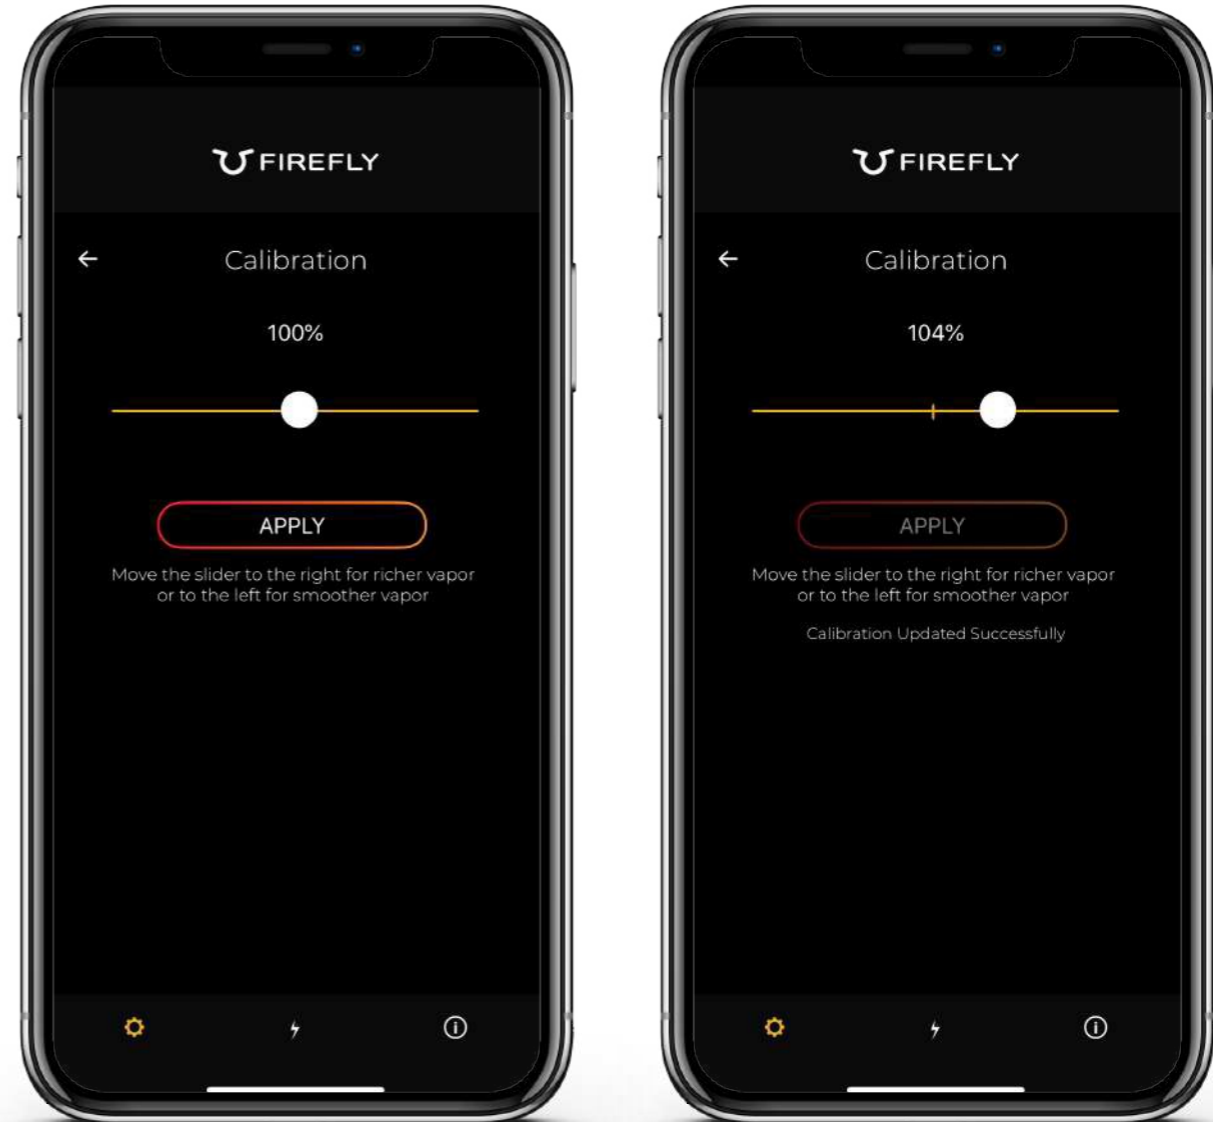 FIREFLY
Calibration
100%
APPLY
Move the slider to the right for richer vapor
or to the left for smoother vapor
FIREFLY
Calibration
104%
APPLY
Move the slider to the right for richer vapor
or to the left for smoother vapor
Calibration Updated Successfully